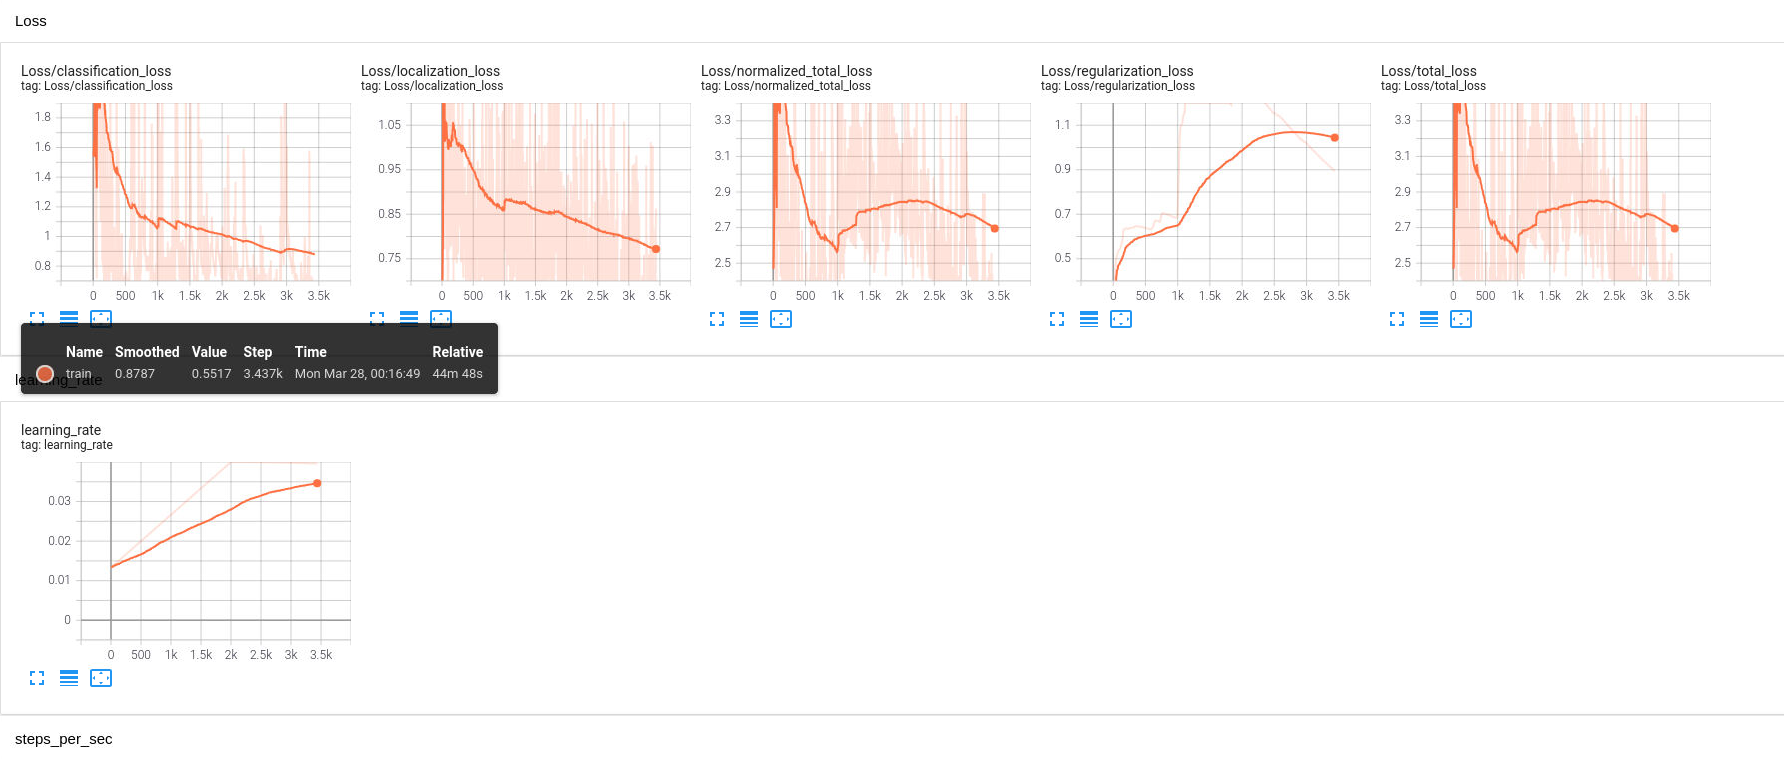 Loss
Loss/classification_loss
tag: Loss/classification_loss
1.8
1.6
1.4
1.2
1
0.8
0 500 1k 1.5k 2k 2.5k 3k 3.5k
Loss/localization_loss
tag: Loss/localization_loss
1.05
0.95
0.85
0.75
0 500 1k 1.5k 2k 2.5k 3k 3.5k
Loss/normalized_total_loss
tag: Loss/normalized_total_loss
3.3
3.1
2.9
2.7
2.5
0 500 1k 1.5k 2k 2.5k 3k 3.5k
Loss/regularization_loss
tag: Loss/regularization_loss
1.1
0.9
0.7
0.5
0 500 1k 1.5k 2k 2.5k 3k 3.5k
Loss/total_loss
tag: Loss/total_loss
3.3
3.1
2.9
2.7
2.5
0 500 1k 1.5k 2k 2.5k 3k 3.5k
Name Smoothed Value Step Time Relative
train 0.8787 0.5517 3.437k Mon Mar 28, 00:16:49 44m 48s
learning_rate
learning_rate
tag: learning_rate
0.03
0.02
0.01
0
0 500 1k 1.5k 2k 2.5k 3k 3.5k
steps_per_sec